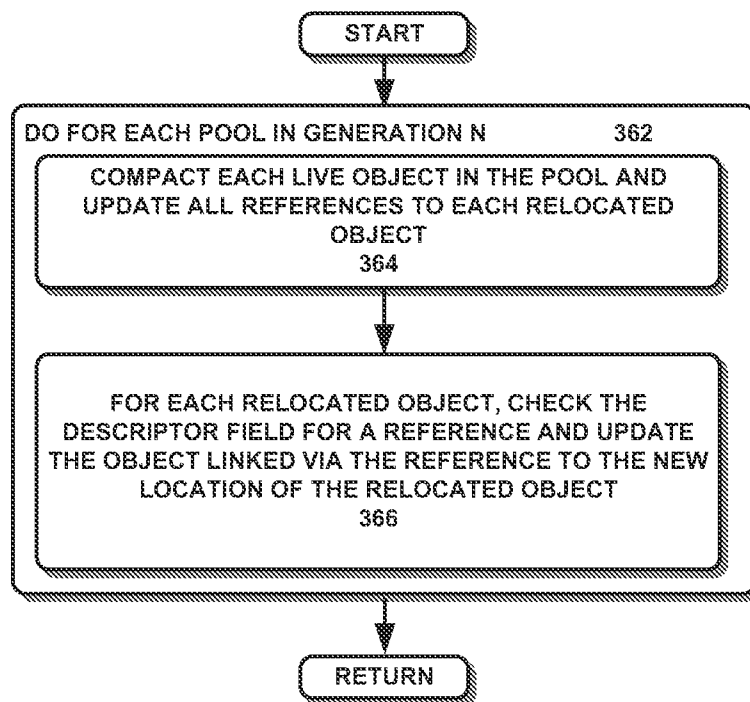 START
DO FOR EACH POOL IN GENERATION N 362
COMPACT EACH LIVE OBJECT IN THE POOL AND
UPDATE ALL REFERENCES TO EACH RELOCATED
OBJECT
364
FOR EACH RELOCATED OBJECT, CHECK THE
DESCRIPTOR FIELD FOR A REFERENCE AND UPDATE
THE OBJECT LINKED VIA THE REFERENCE TO THE NEW
LOCATION OF THE RELOCATED OBJECT
366
RETURN